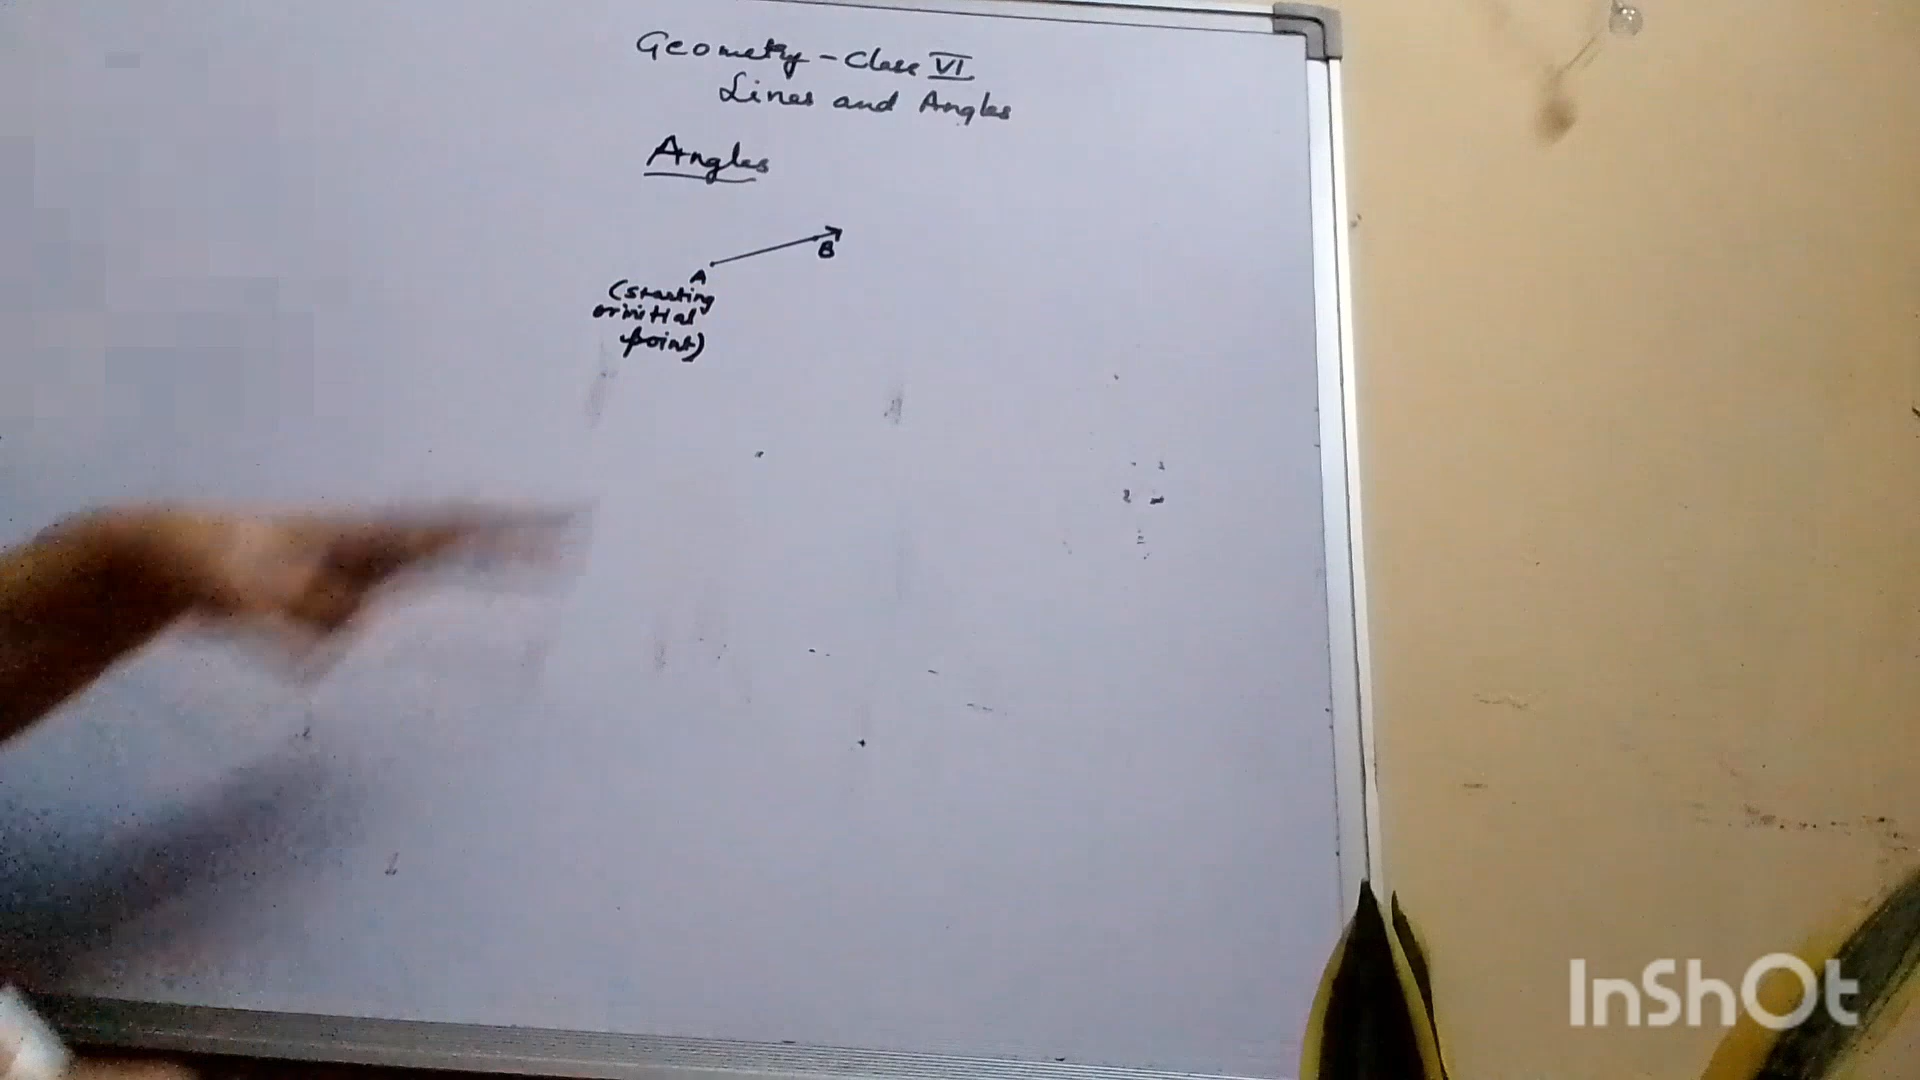 Geometry - Class VI
Lines and Angles
Angles
B
A
(starting
or initial
point)
InShOt